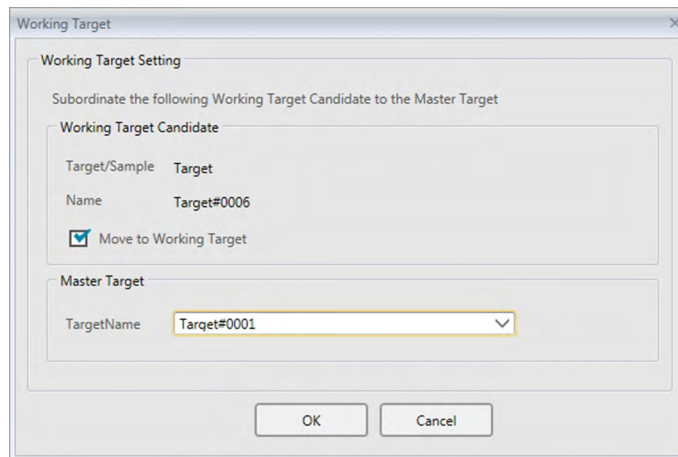 Working Target
Working Target Setting
Subordinate the following Working Target Candidate to the Master Target
Working Target Candidate
Target/Sample Target
Name Target#0006
Move to Working Target
Master Target
TargetName Target#0001
OK Cancel